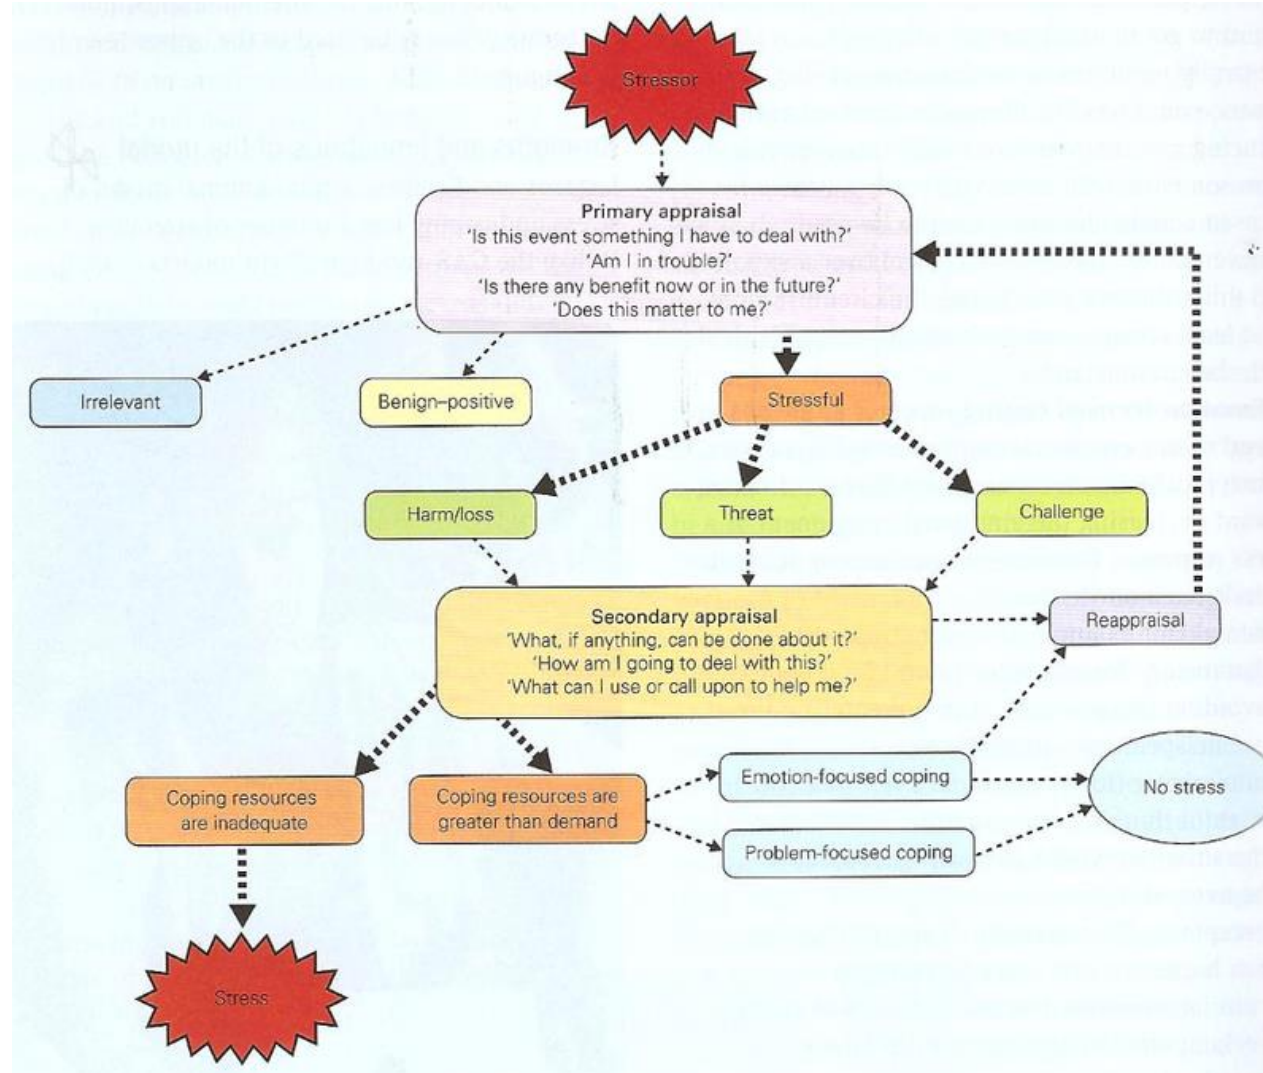 Stressor
Primary appraisal
'Is this event something I have to deal with?'
'Am I in trouble?'
'Is there any benefit now or in the future?'
'Does this matter to me?'
Irrelevant
Benign–positive
Stressful
Harm/loss
Threat
Challenge
Secondary appraisal
'What, if anything, can be done about it?'
'How am I going to deal with this?'
'What can I use or call upon to help me?'
Reappraisal
Coping resources
are inadequate
Coping resources are
greater than demand
Emotion-focused coping
Problem-focused coping
No stress
Stress